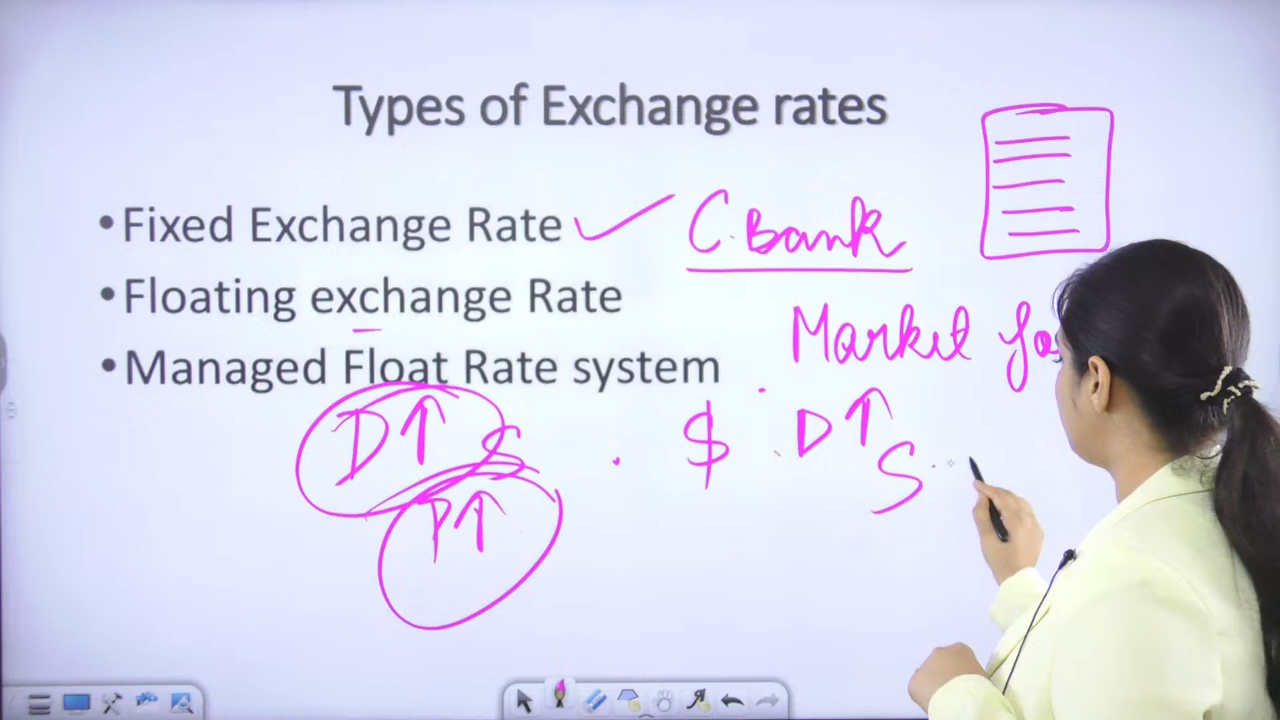 Types of Exchange rates
• Fixed Exchange Rate ✓ C. Bank
• Floating exchange Rate
Market
• Managed Float Rate system
D↑ S . $ . D↑
S
P↑